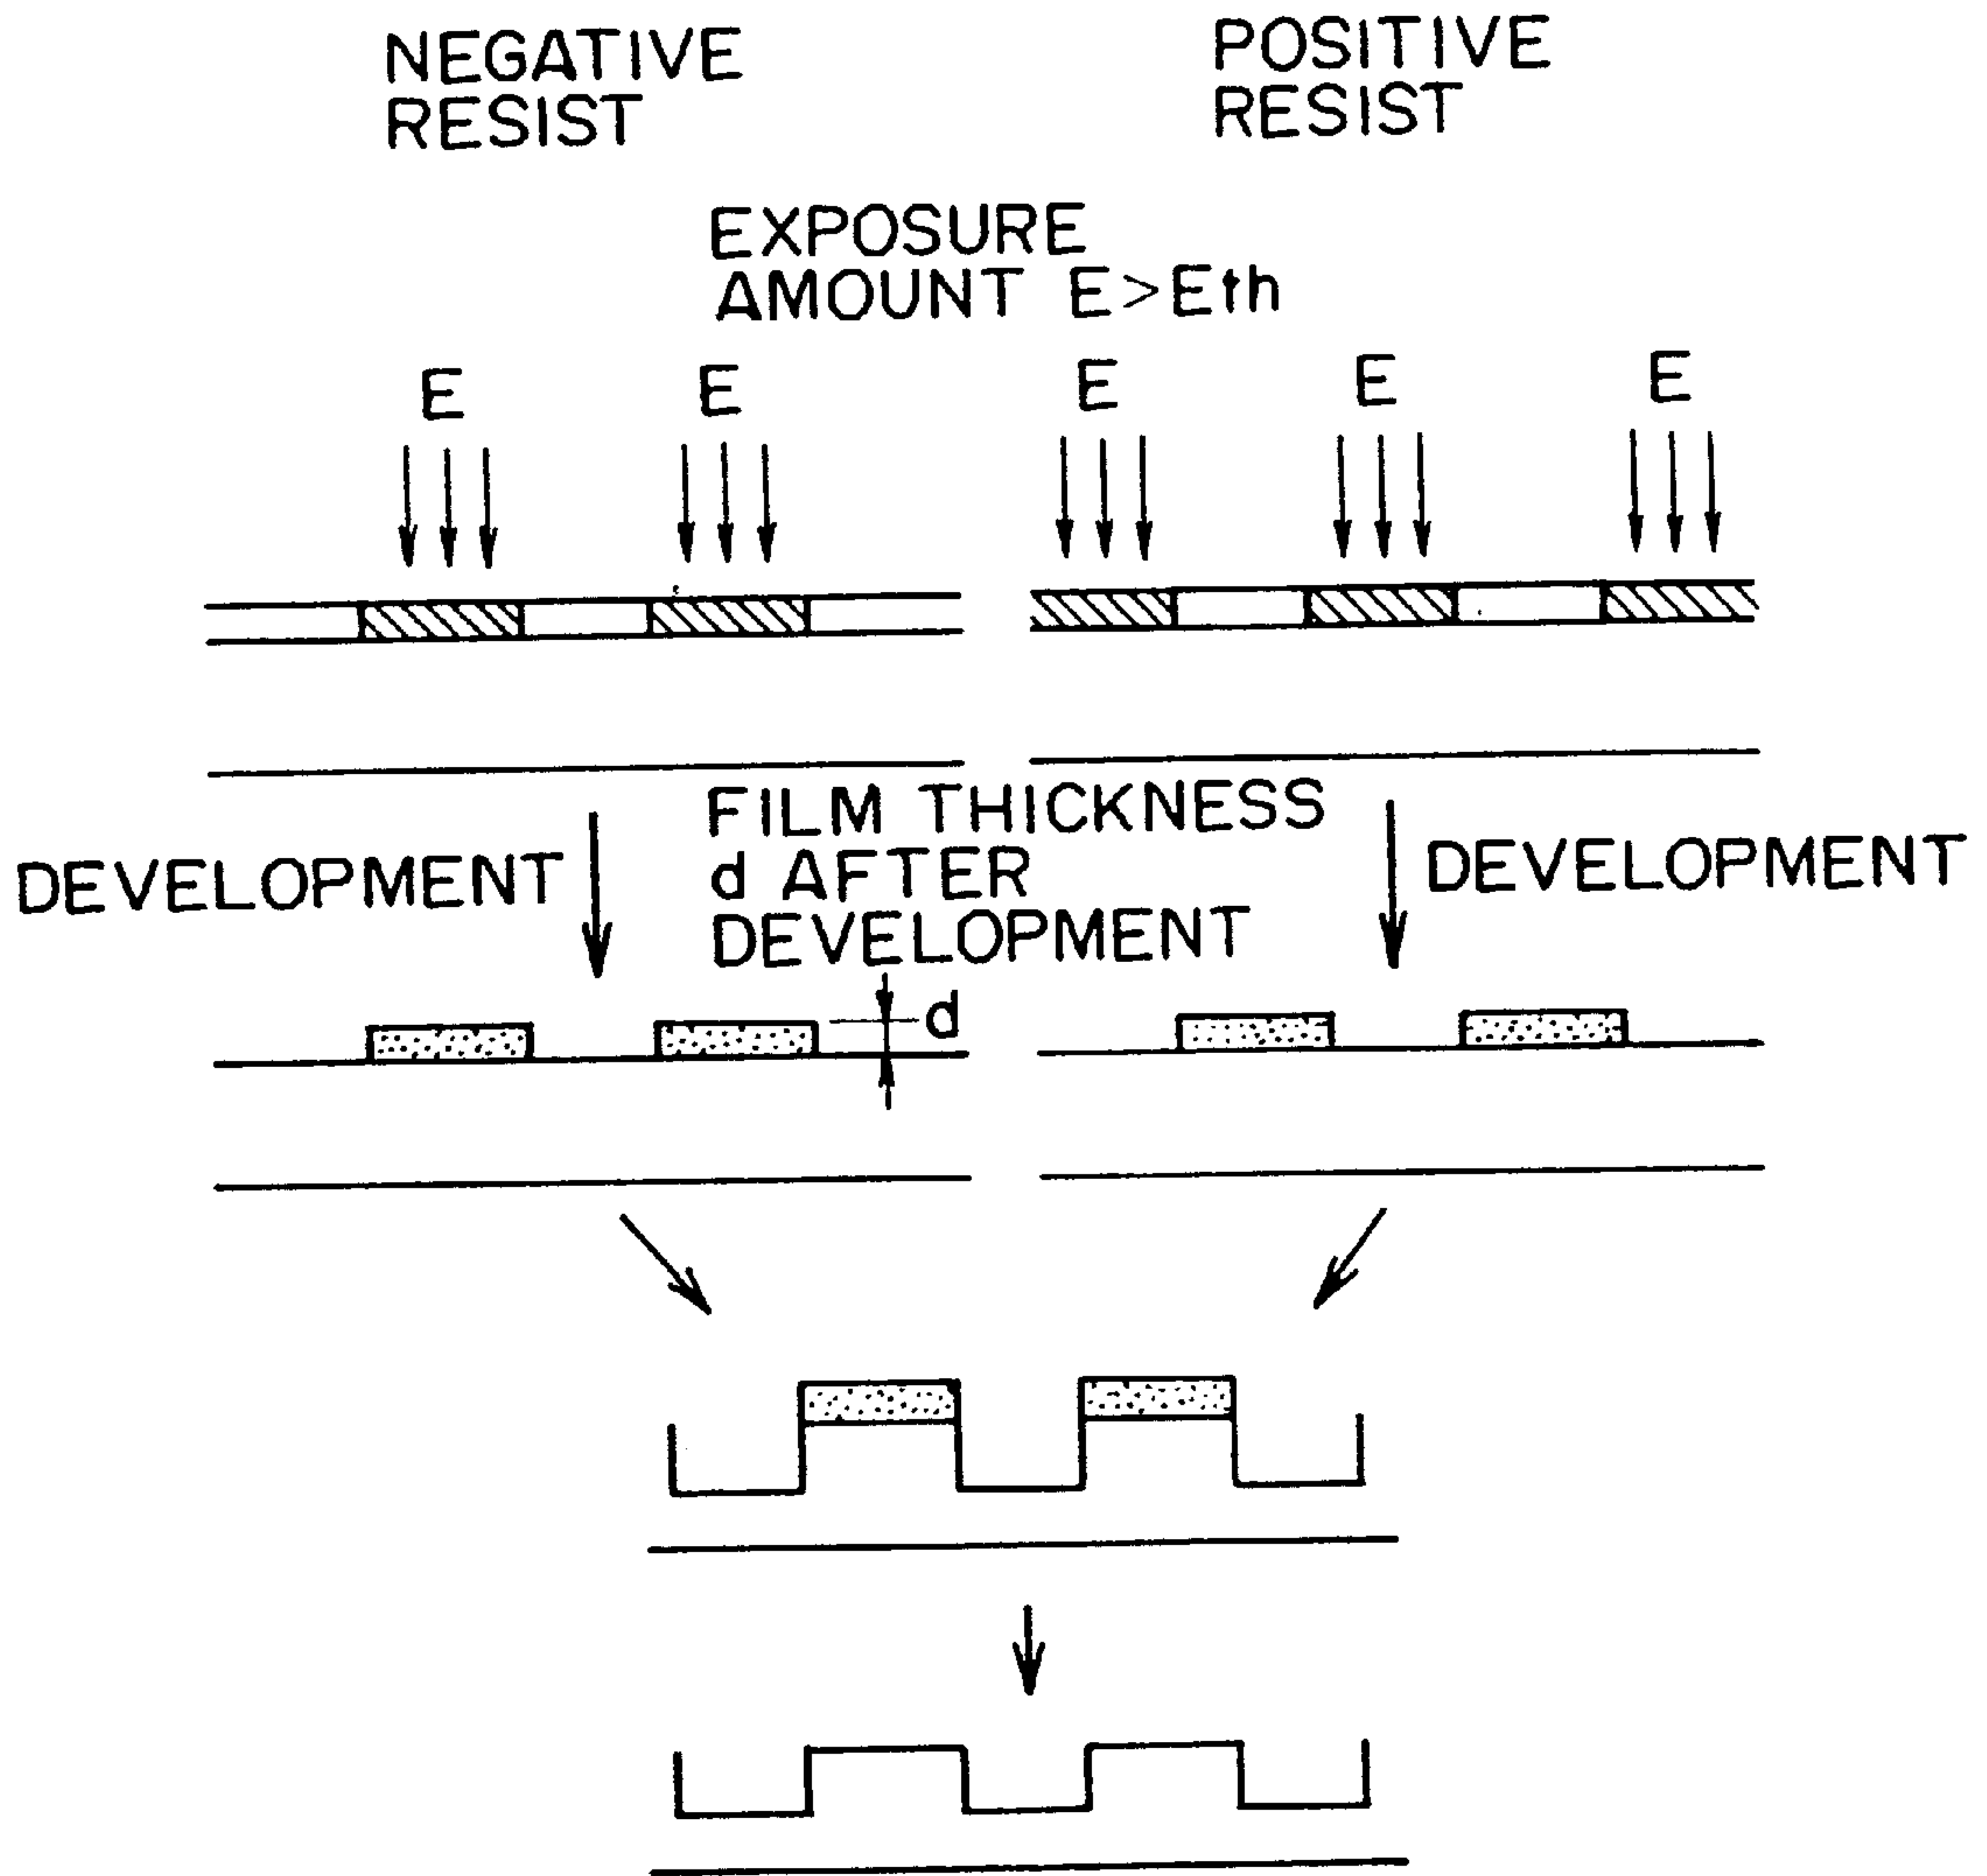 NEGATIVE
RESIST
POSITIVE
RESIST
EXPOSURE
AMOUNT E>Eth
E
E
E
E
E
DEVELOPMENT
FILM THICKNESS
d AFTER
DEVELOPMENT
DEVELOPMENT
d